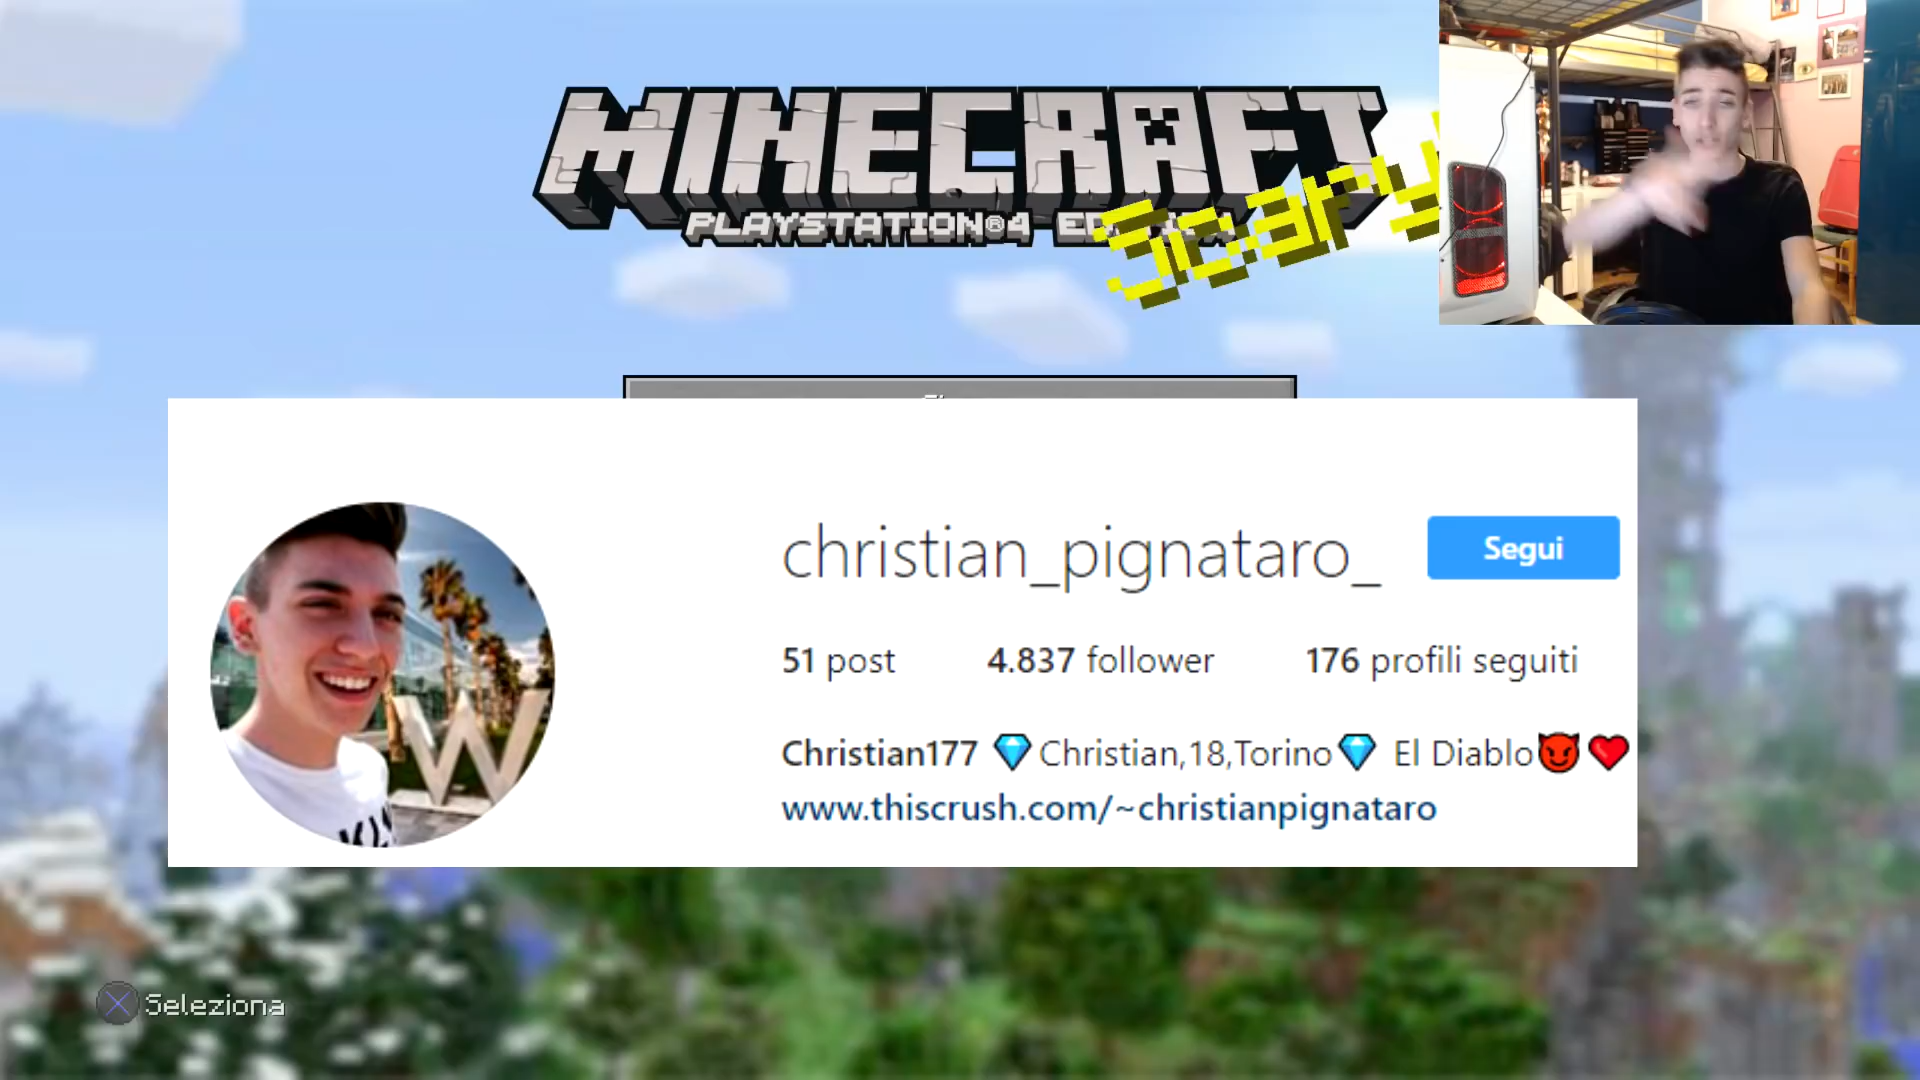 MINECRAFT
PLAYSTATION®4 EDITION
Scary
christian_pignataro_
Segui
51 post 4.837 follower 176 profili seguiti
Christian177 💎Christian,18,Torino💎 El Diablo😈❤
www.thiscrush.com/~christianpignataro
W
Seleziona